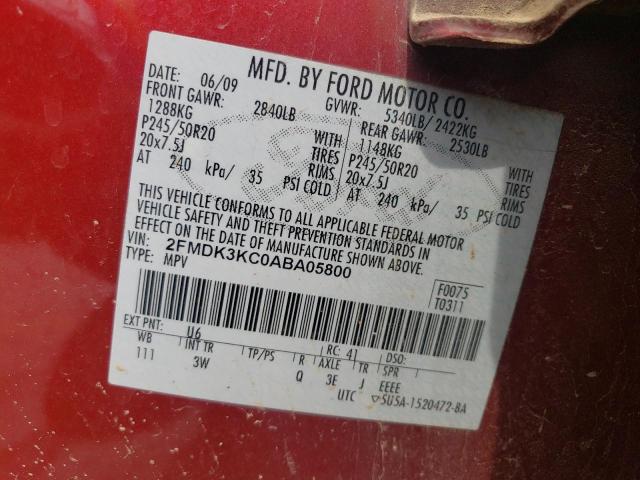 MFD. BY FORD MOTOR CO.
DATE: 06/09 GVWR: 5340LB/ 2422KG
FRONT GAWR: 2840LB REAR GAWR: 2530LB
1288KG WITH 1148KG WITH
P245/50R20 TIRES P245/50R20 TIRES
20x7.5J RIMS 20x7.5J RIMS
AT 240 kPa/ 35 PSI COLD AT 240 kPa/ 35 PSI COLD
THIS VEHICLE CONFORMS TO ALL APPLICABLE FEDERAL MOTOR
VEHICLE SAFETY AND THEFT PREVENTION STANDARDS IN
EFFECT ON THE DATE OF MANUFACTURE SHOWN ABOVE.
VIN: 2FMDK3KC0ABA05800
TYPE: MPV
F0075
T0311
EXT PNT: U6 RC: 41 DSO:
WB INT TR TP/PS R AXLE TR SPR
111 3W Q 3E J EEEE
UTC ▽5U5A-1520472-BA